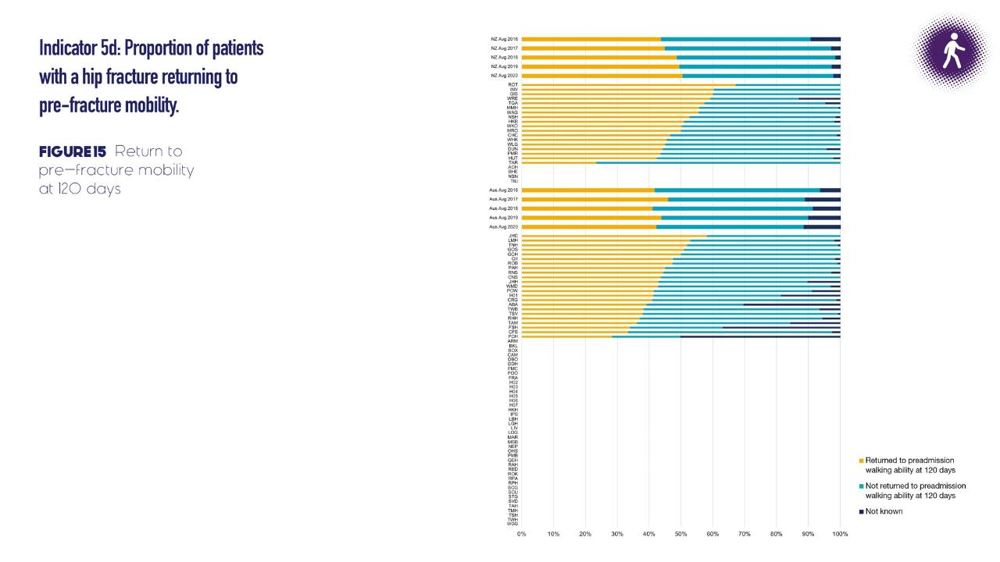 Indicator 5d: Proportion of patients
with a hip fracture returning to
pre-fracture mobility.
FIGURE 15 Return to
pre-fracture mobility
at 120 days
NZ Avg 2016
NZ Avg 2017
NZ Avg 2018
NZ Avg 2019
NZ Avg 2020
ROT
INV
GIS
WRE
TGA
MMH
WAG
NSH
HKB
WKO
MRO
CHC
WHK
WLG
DUN
PMR
HUT
TAR
ACH
BHE
NSN
TIU
Aus Avg 2016
Aus Avg 2017
Aus Avg 2018
Aus Avg 2019
Aus Avg 2020
JHC
LMH
TNH
GOS
GCH
QII
ROB
PAH
RNS
CNS
JHH
WMD
POW
H01
CRG
ABA
TWB
TSV
RHH
TAM
FSH
CFS
PCH
ARM
BKL
BOX
CAM
DBO
DDH
FMC
FOO
FRA
H02
H03
H04
H05
H06
H07
HKH
IPS
LBH
LGH
LIV
LOG
MAR
MSB
NEP
OHS
PMB
QEH
RAH
RED
ROK
RPA
RPH
SCG
SCU
STG
SVD
TAH
TMH
TSH
TWH
WGG
0% 10% 20% 30% 40% 50% 60% 70% 80% 90% 100%
Returned to preadmission
walking ability at 120 days
Not returned to preadmission
walking ability at 120 days
Not known